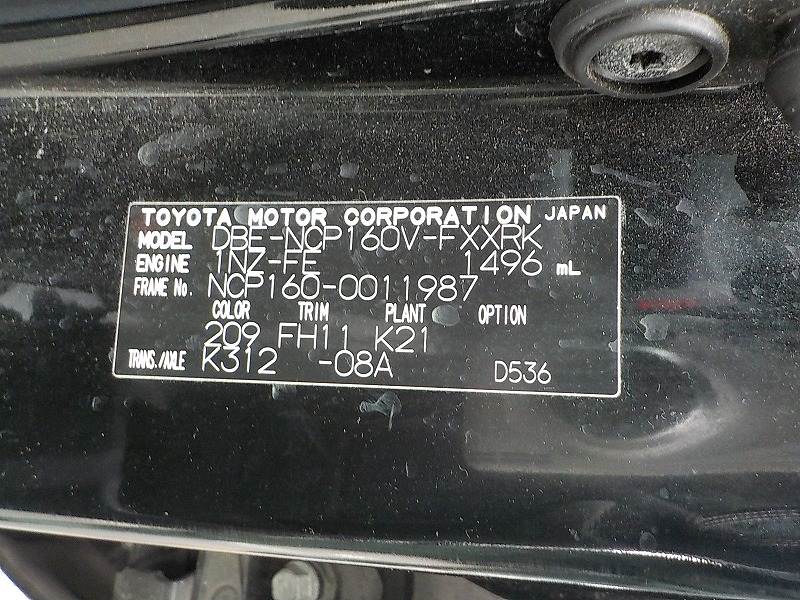 TOYOTA MOTOR CORPORATION JAPAN
MODEL DBE-NCP160V-FXXRK
ENGINE 1NZ-FE 1496 mL
FRAME No. NCP160-0011987
COLOR TRIM PLANT OPTION
209 FH11 K21
TRANS./AXLE K312 -08A D536